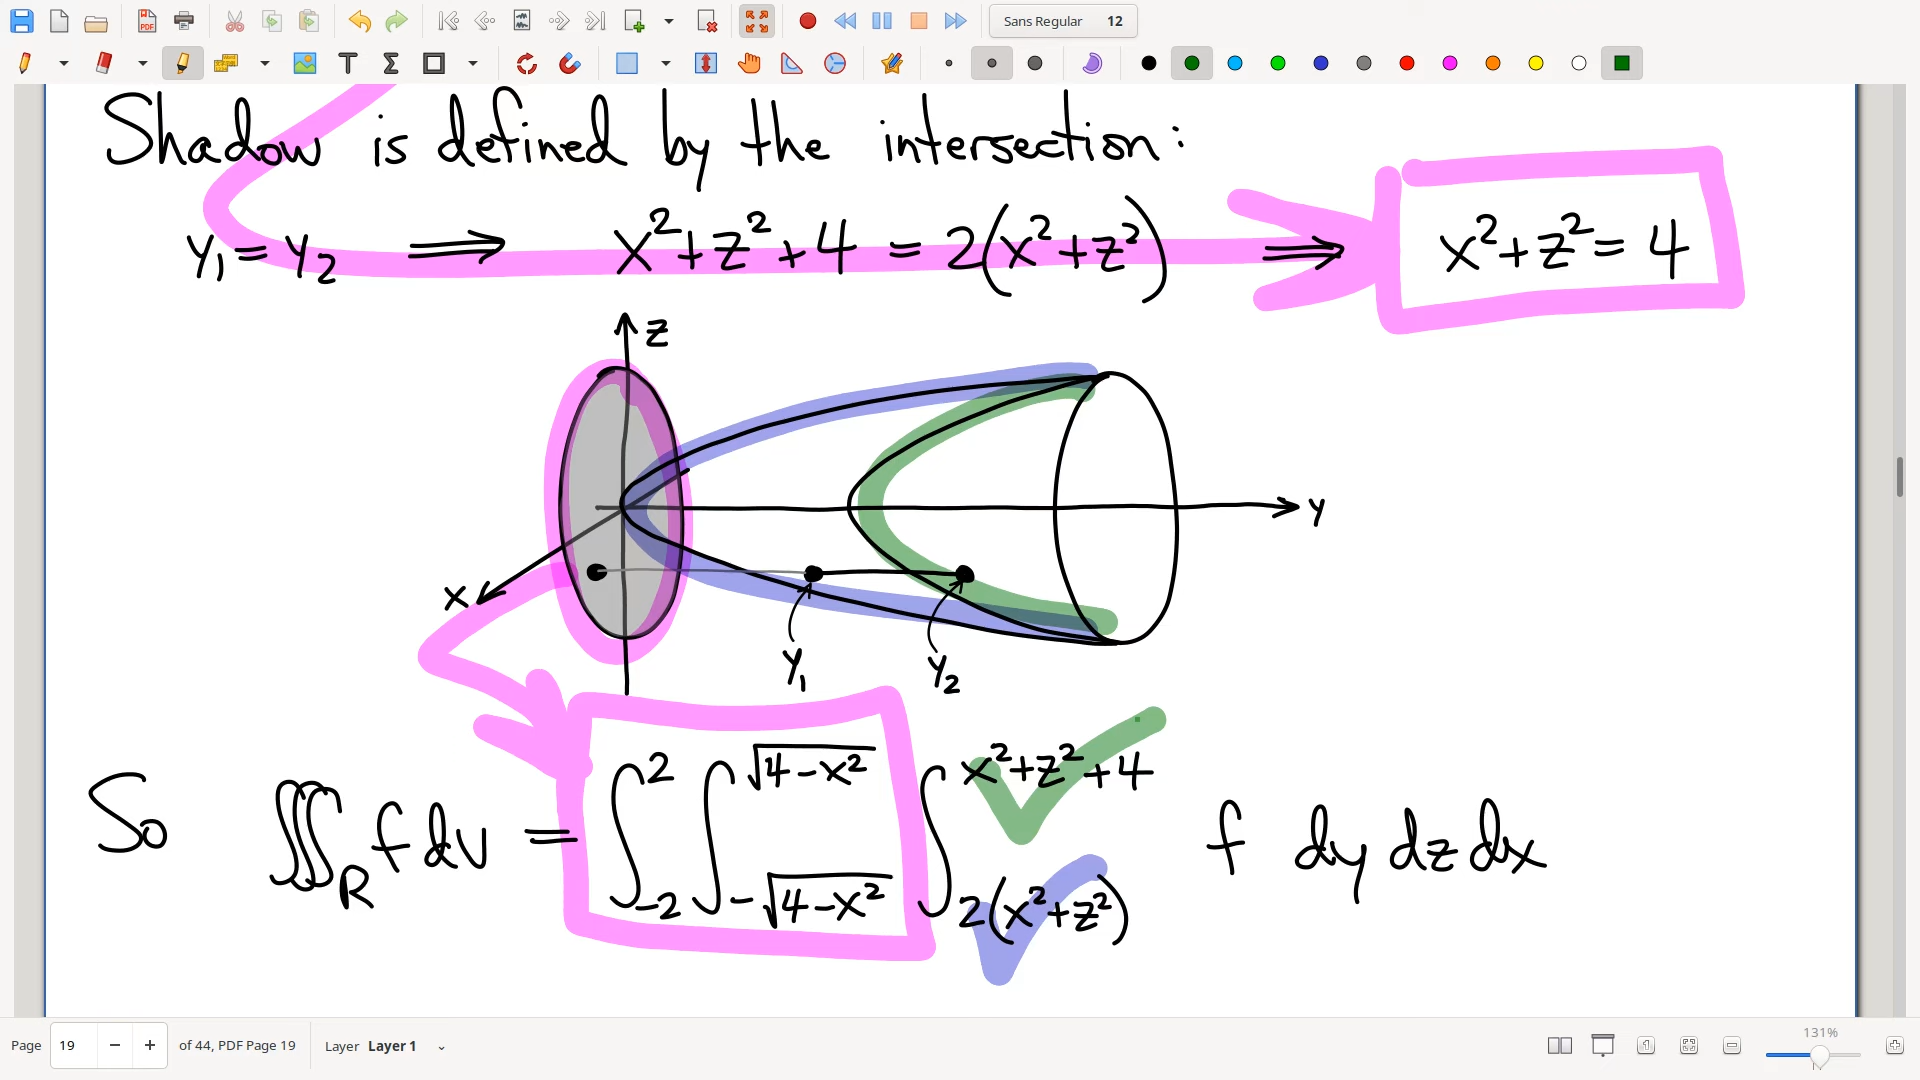 Sans Regular 12
Shadow is defined by the intersection:
y₁ = y₂ ⟹ x² + z² + 4 = 2(x² + z²) ⟹ x² + z² = 4
z
y
x
y₁ y₂
So ∭_R f dV = ∫_{-2}^{2} ∫_{-√(4-x²)}^{√(4-x²)} ∫_{2(x²+z²)}^{x²+z²+4} f dy dz dx
Page 19 of 44, PDF Page 19 Layer Layer 1 131%